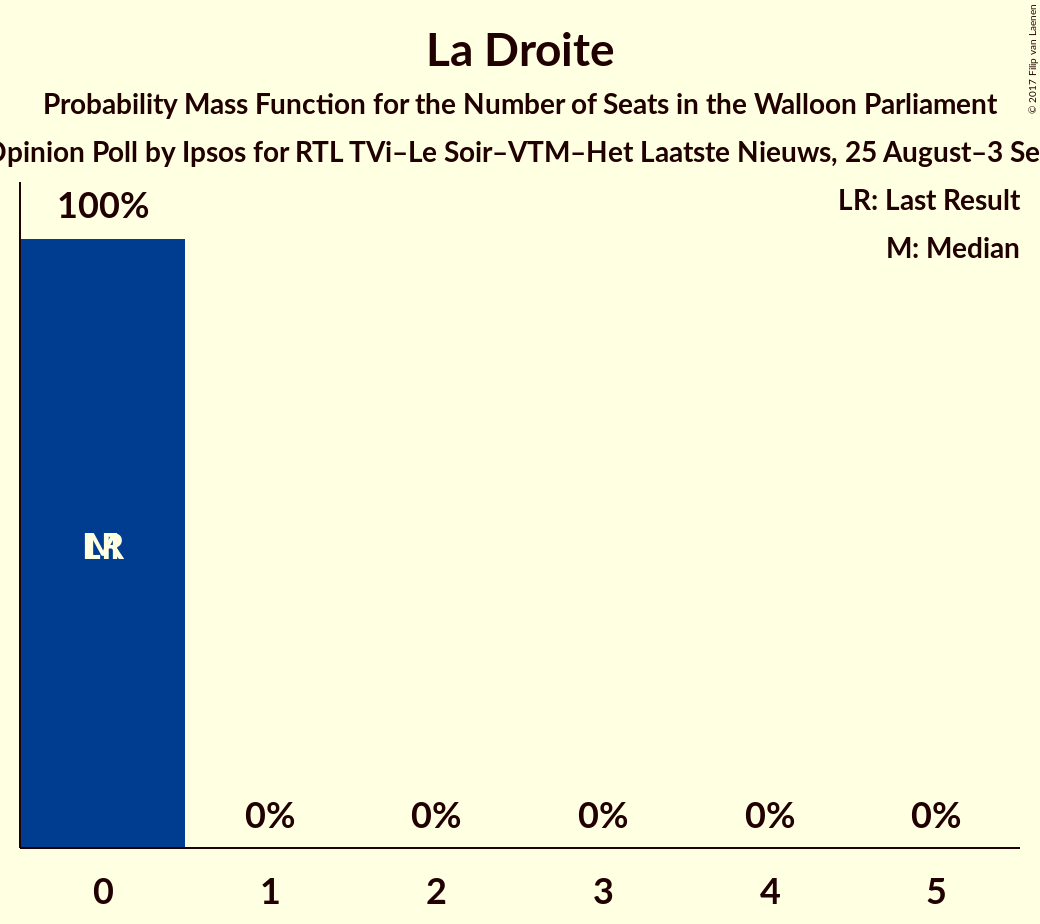 La Droite
Probability Mass Function for the Number of Seats in the Walloon Parliament
Opinion Poll by Ipsos for RTL TVi–Le Soir–VTM–Het Laatste Nieuws, 25 August–3 Se
© 2017 Filip van Laenen
LR: Last Result
M: Median
100%
LR
M
0% 0% 0% 0% 0%
0 1 2 3 4 5